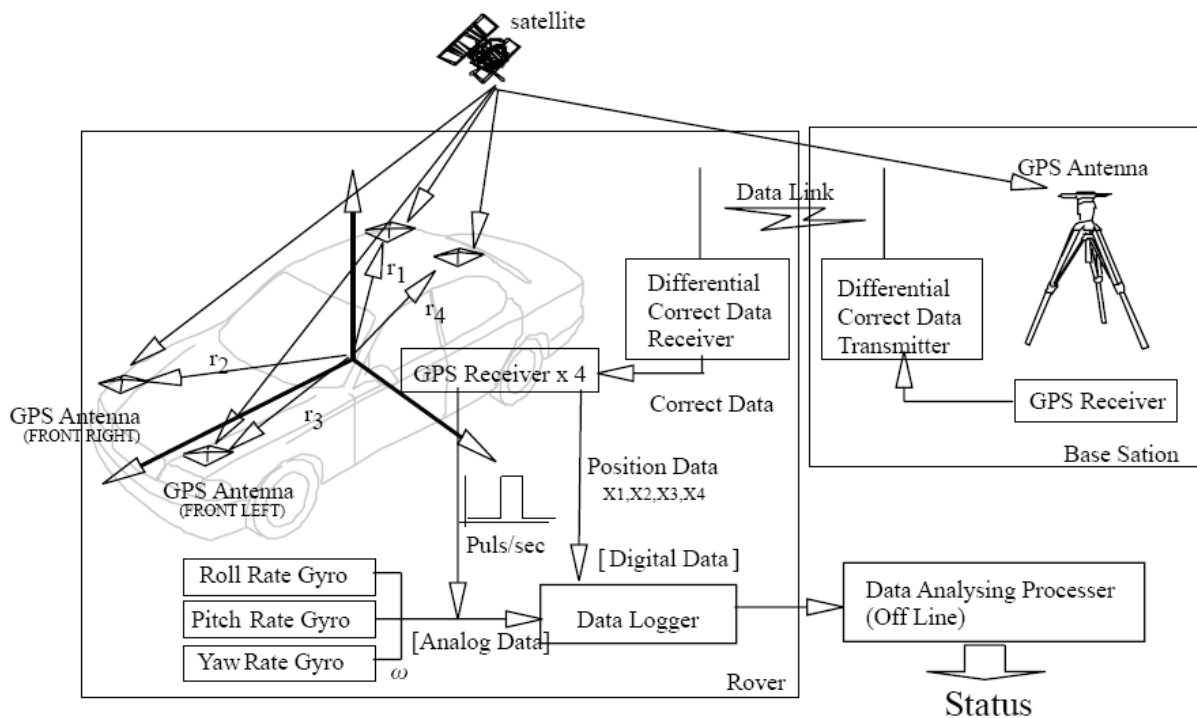 satellite
GPS Antenna
Data Link
r1
r4
r2
r3
Differential
Correct Data
Receiver
Differential
Correct Data
Transmitter
GPS Receiver x 4
Correct Data
GPS Receiver
Base Sation
GPS Antenna
(FRONT RIGHT)
GPS Antenna
(FRONT LEFT)
Position Data
X1,X2,X3,X4
Puls/sec
[Digital Data]
Roll Rate Gyro
Pitch Rate Gyro
Yaw Rate Gyro
ω
[Analog Data]
Data Logger
Rover
Data Analysing Processer
(Off Line)
Status